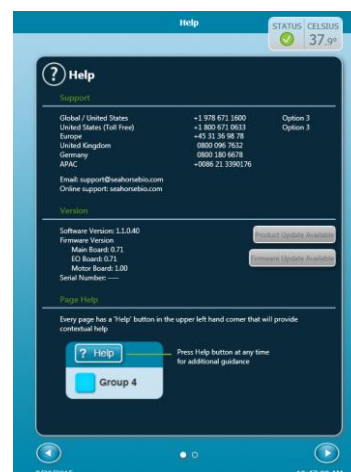 Help
STATUS CELSIUS
37.9°
? Help
Support
Global / United States +1 978 671 1600 Option 3
United States (Toll Free) +1 800 671 0633 Option 3
Europe +45 31 36 98 78
United Kingdom 0800 096 7632
Germany 0800 180 6678
APAC +0086 21 3390176
Email: support@seahorsebio.com
Online support: seahorsebio.com
Version
Software Version: 1.1.0.40
Firmware Version
Product Update Available
Main Board: 0.71
EO Board: 0.71
Motor Board: 1.00
Firmware Update Available
Serial Number: ----
Page Help
Every page has a 'Help' button in the upper left hand corner that will provide
contextual help
? Help
Press Help button at any time
for additional guidance
Group 4